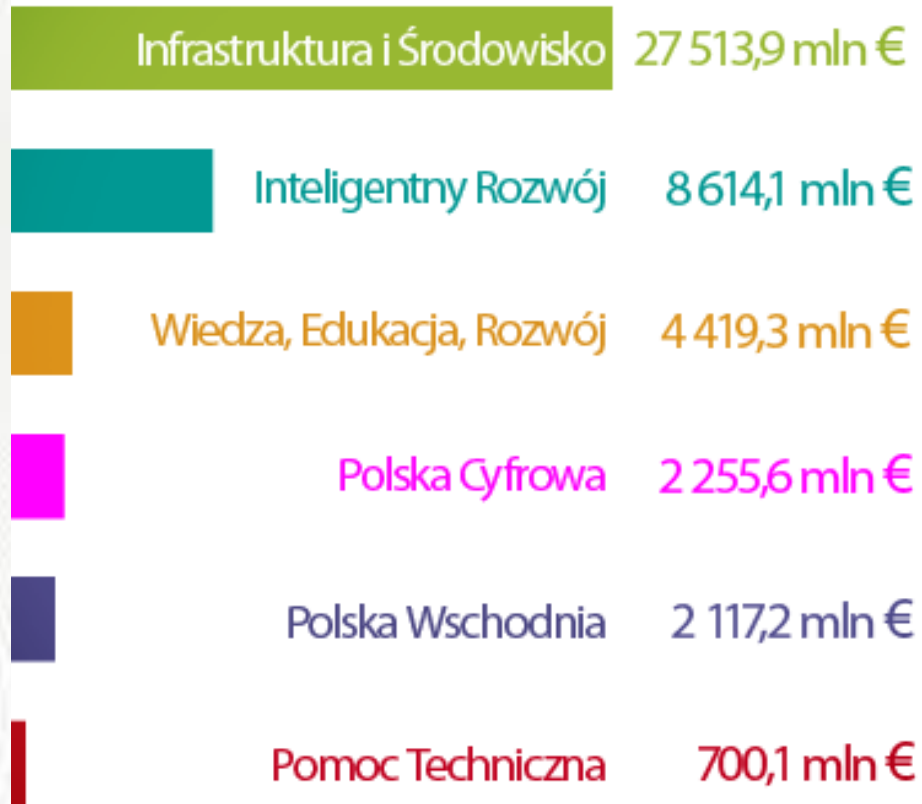 Infrastruktura i Środowisko 27 513,9 mln €
Inteligentny Rozwój 8 614,1 mln €
Wiedza, Edukacja, Rozwój 4 419,3 mln €
Polska Cyfrowa 2 255,6 mln €
Polska Wschodnia 2 117,2 mln €
Pomoc Techniczna 700,1 mln €